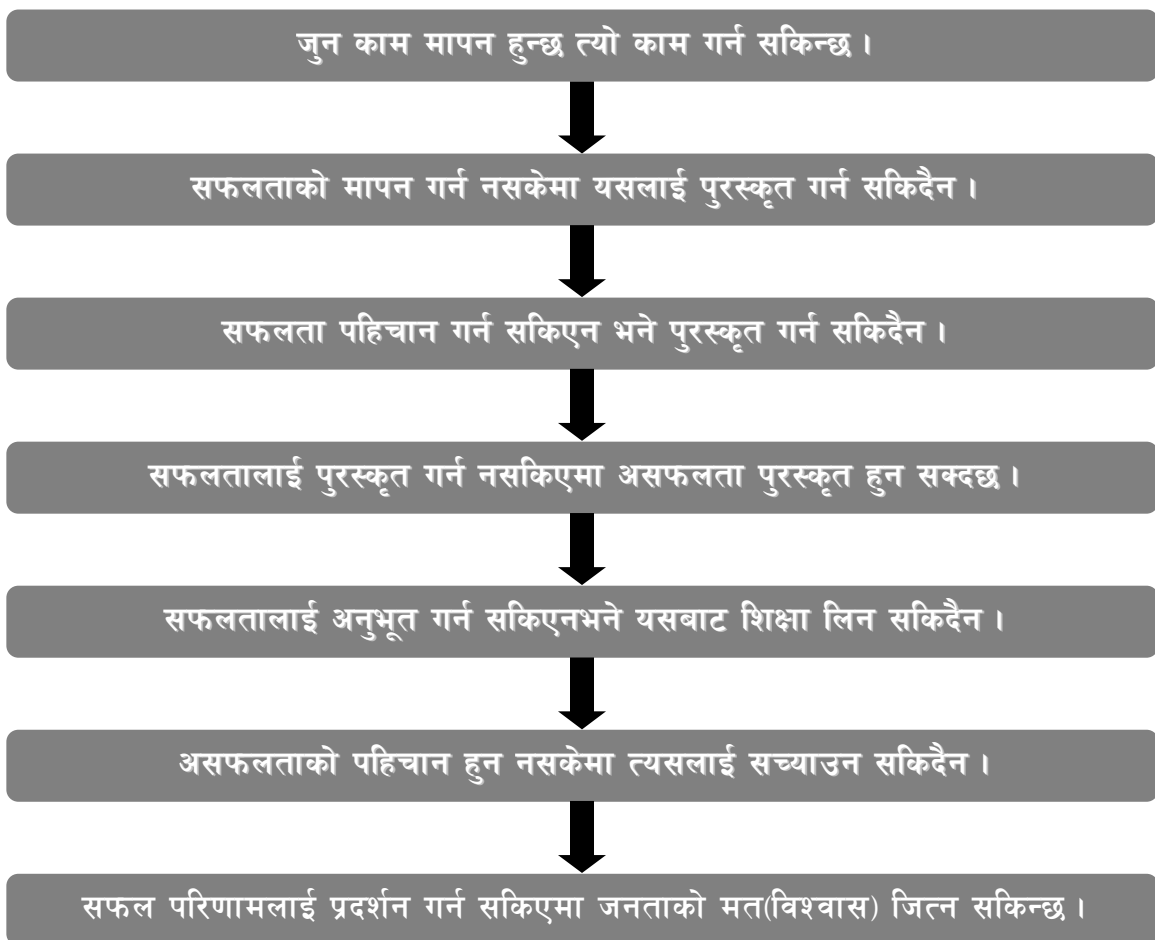 जुन काम मापन हुन्छ त्यो काम गर्न सकिन्छ ।
सफलताको मापन गर्न नसकेमा यसलाई पुरस्कृत गर्न सकिदैन ।
सफलता पहिचान गर्न सकिएन भने पुरस्कृत गर्न सकिदैन ।
सफलतालाई पुरस्कृत गर्न नसकिएमा असफलता पुरस्कृत हुन सक्दछ ।
सफलतालाई अनुभूत गर्न सकिएनभने यसबाट शिक्षा लिन सकिदैन ।
असफलताको पहिचान हुन नसकेमा त्यसलाई सच्याउन सकिदैन ।
सफल परिणामलाई प्रदर्शन गर्न सकिएमा जनताको मत(विश्वास) जित्न सकिन्छ ।